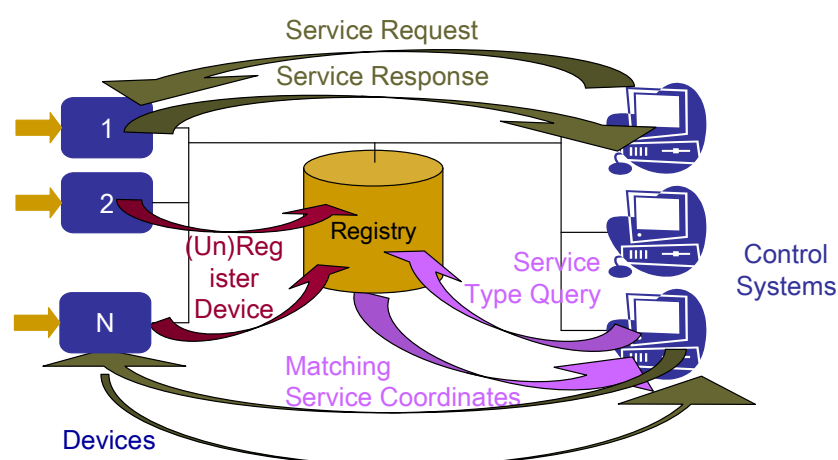 Service Request
Service Response
1
2
Registry
(Un)Reg
ister
Device
Service
Type Query
Control
Systems
N
Matching
Service Coordinates
Devices